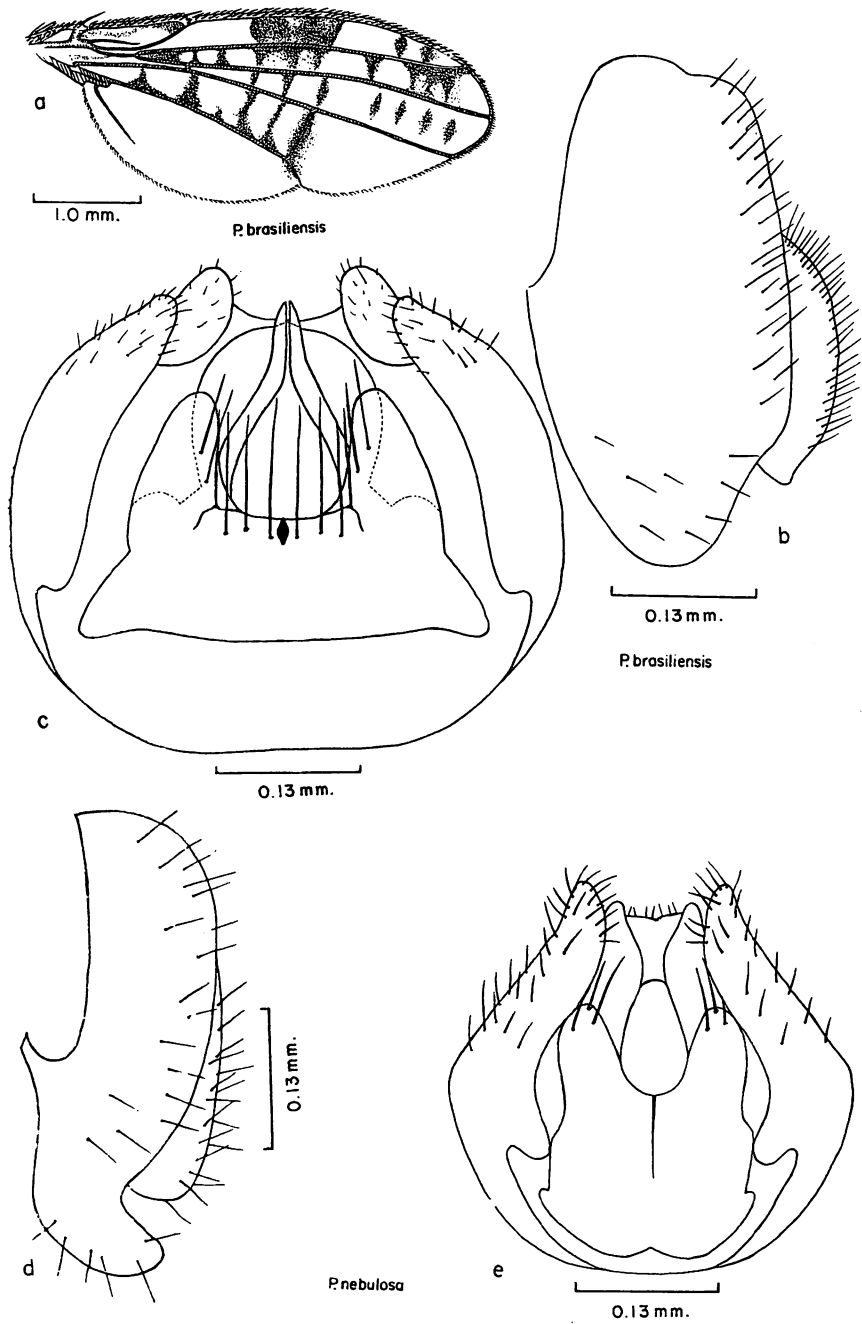 a
1.0 mm.
P. brasiliensis
b
0.13 mm.
P. brasiliensis
c
0.13 mm.
d
0.13 mm.
P. nebulosa
e
0.13 mm.